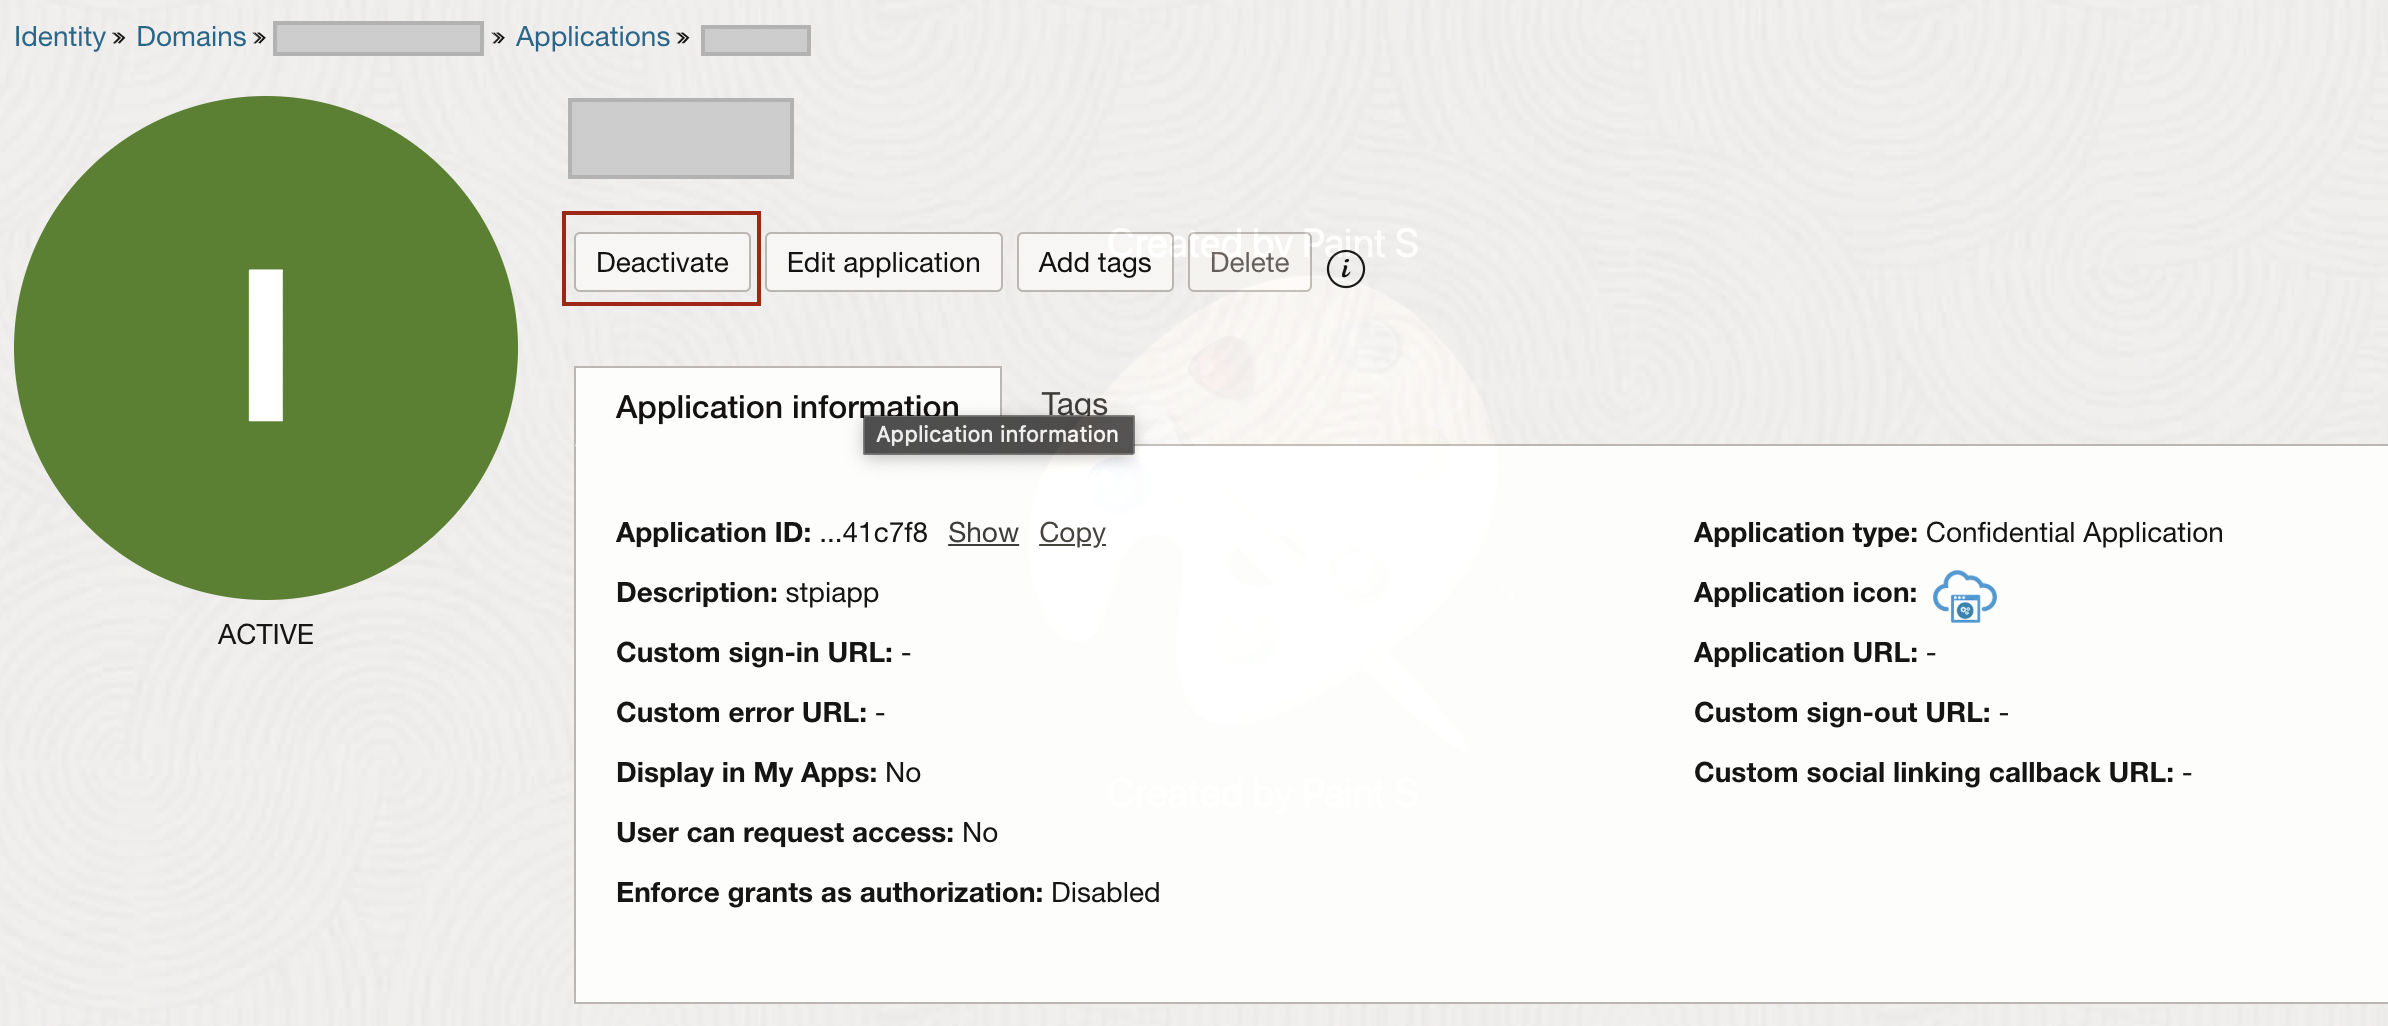 Identity » Domains » » Applications »
I
ACTIVE
Deactivate Edit application Add tags Delete i
Created by Paint S
Application information Tags
Application information
Application ID: ...41c7f8 Show Copy
Application type: Confidential Application
Description: stpiapp
Application icon:
Custom sign-in URL: -
Application URL: -
Custom error URL: -
Custom sign-out URL: -
Display in My Apps: No
Custom social linking callback URL: -
Created by Paint S
User can request access: No
Enforce grants as authorization: Disabled